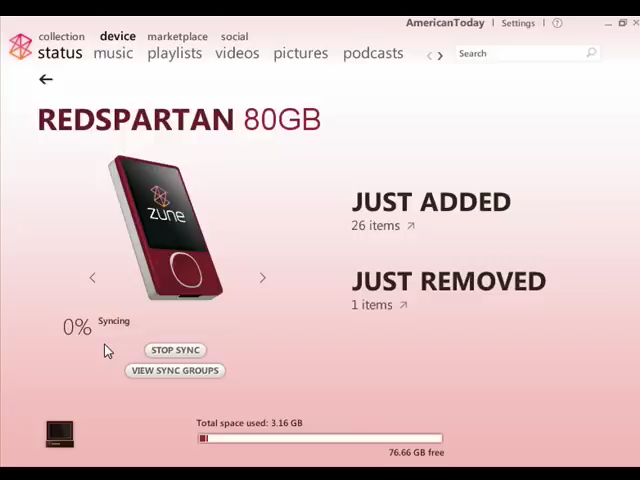 AmericanToday | Settings | ?
collection device marketplace social
status music playlists videos pictures podcasts
Search
REDSPARTAN 80GB
zune
JUST ADDED
26 items
JUST REMOVED
1 items
0% Syncing
STOP SYNC
VIEW SYNC GROUPS
Total space used: 3.16 GB
76.66 GB free